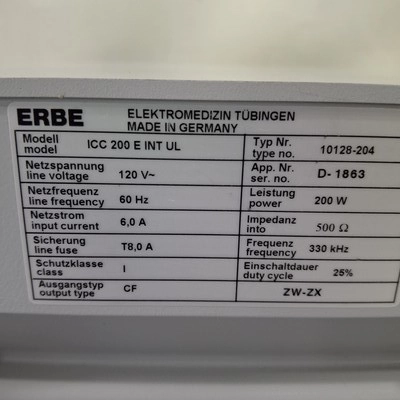 ERBE ELEKTROMEDIZIN TÜBINGEN
MADE IN GERMANY
Modell
model ICC 200 E INT UL Typ Nr.
type no. 10128-204
Netzspannung
line voltage 120 V~ App. Nr.
ser. no. D- 1863
Netzfrequenz
line frequency 60 Hz Leistung
power 200 W
Netzstrom
input current 6,0 A Impedanz
into 500 Ω
Sicherung
line fuse T8,0 A Frequenz
frequency 330 kHz
Schutzklasse
class I Einschaltdauer
duty cycle 25%
Ausgangstyp
output type CF ZW-ZX